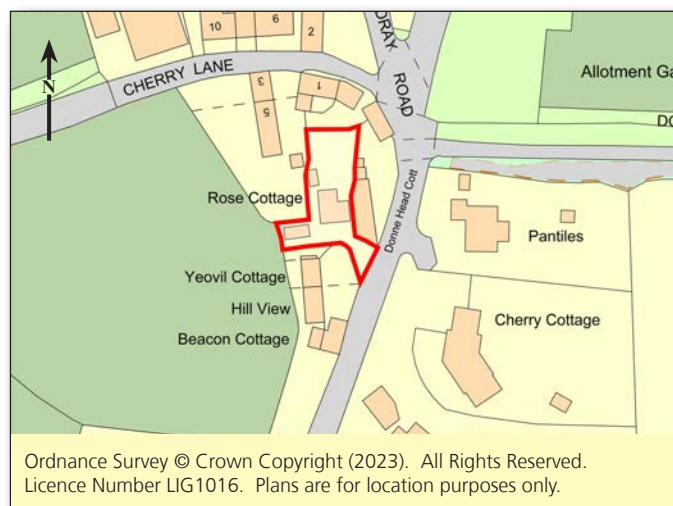 10
6
2
DRAY ROAD
Allotment Ga
N
CHERRY LANE
3
1
5
DO
Rose Cottage
Donne Head Cott
Pantiles
Yeovil Cottage
Hill View
Cherry Cottage
Beacon Cottage
Ordnance Survey © Crown Copyright (2023). All Rights Reserved.
Licence Number LIG1016. Plans are for location purposes only.